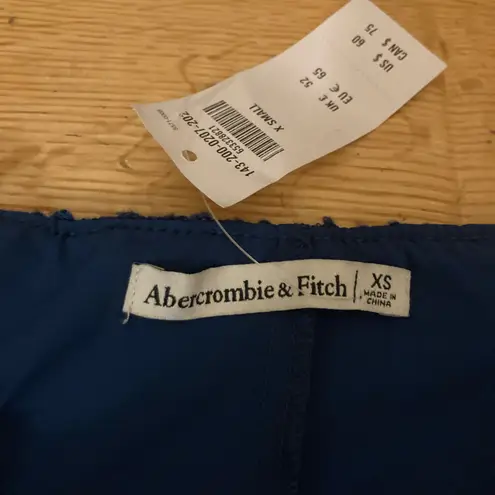 US $ 60
CAN $ 75
UK £ 52
EU € 65
X SMALL
65329821
143-200-0207-202
Abercrombie & Fitch
XS
MADE IN
CHINA